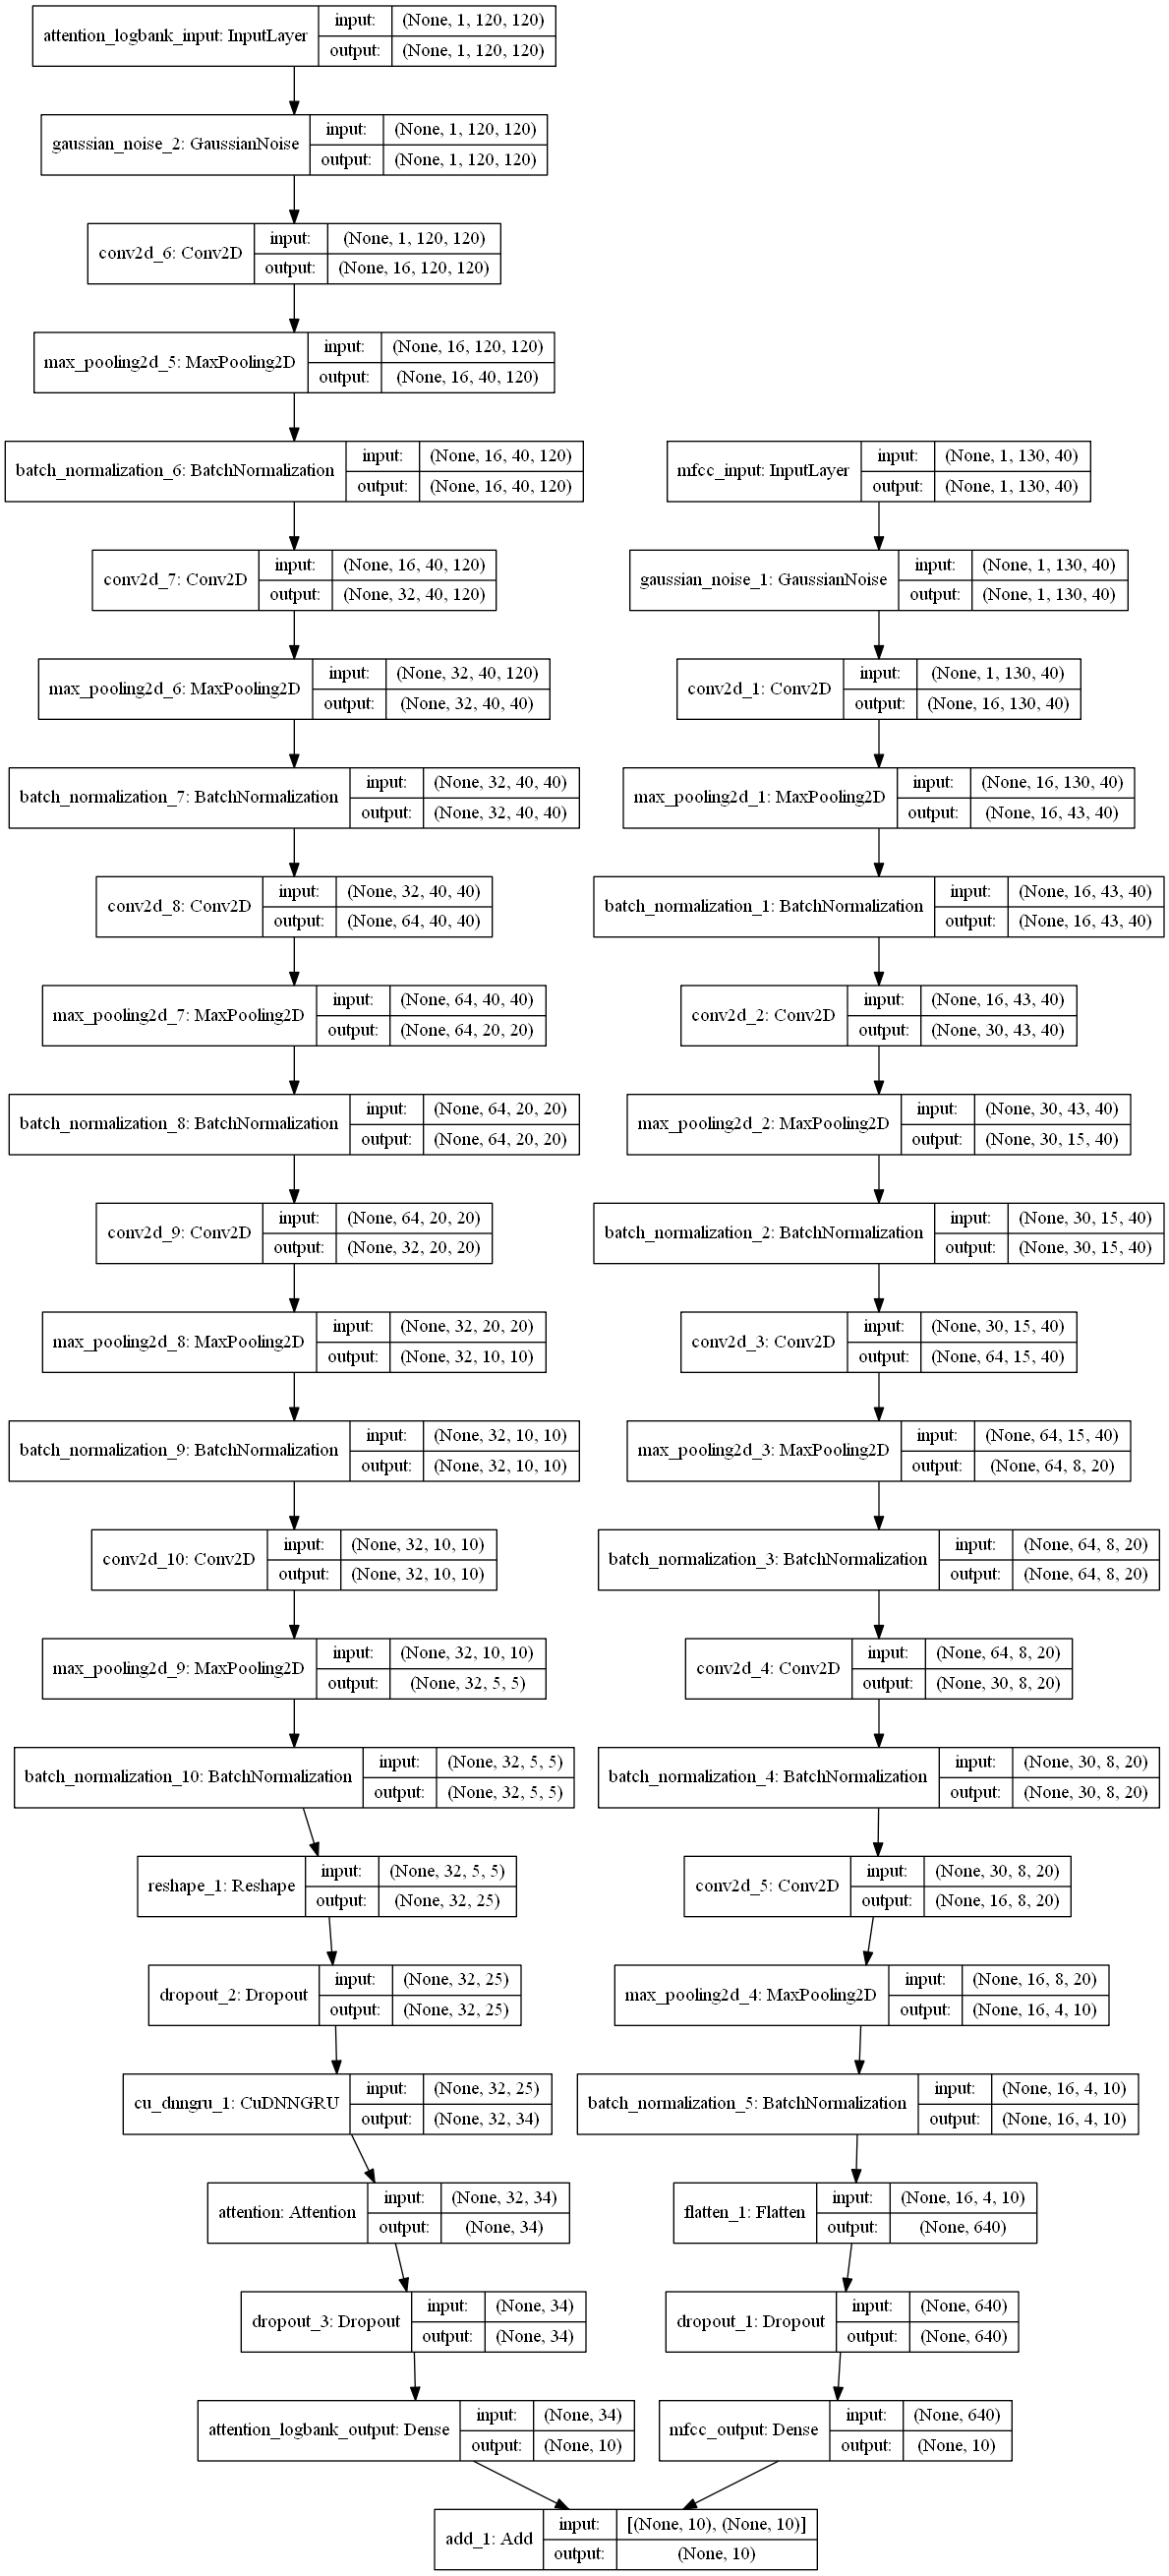 attention_logbank_input: InputLayer
input: (None, 1, 120, 120)
output: (None, 1, 120, 120)
gaussian_noise_2: GaussianNoise
input: (None, 1, 120, 120)
output: (None, 1, 120, 120)
conv2d_6: Conv2D
input: (None, 1, 120, 120)
output: (None, 16, 120, 120)
max_pooling2d_5: MaxPooling2D
input: (None, 16, 120, 120)
output: (None, 16, 40, 120)
batch_normalization_6: BatchNormalization
input: (None, 16, 40, 120)
output: (None, 16, 40, 120)
conv2d_7: Conv2D
input: (None, 16, 40, 120)
output: (None, 32, 40, 120)
max_pooling2d_6: MaxPooling2D
input: (None, 32, 40, 120)
output: (None, 32, 40, 40)
batch_normalization_7: BatchNormalization
input: (None, 32, 40, 40)
output: (None, 32, 40, 40)
conv2d_8: Conv2D
input: (None, 32, 40, 40)
output: (None, 64, 40, 40)
max_pooling2d_7: MaxPooling2D
input: (None, 64, 40, 40)
output: (None, 64, 20, 20)
batch_normalization_8: BatchNormalization
input: (None, 64, 20, 20)
output: (None, 64, 20, 20)
conv2d_9: Conv2D
input: (None, 64, 20, 20)
output: (None, 32, 20, 20)
max_pooling2d_8: MaxPooling2D
input: (None, 32, 20, 20)
output: (None, 32, 10, 10)
batch_normalization_9: BatchNormalization
input: (None, 32, 10, 10)
output: (None, 32, 10, 10)
conv2d_10: Conv2D
input: (None, 32, 10, 10)
output: (None, 32, 10, 10)
max_pooling2d_9: MaxPooling2D
input: (None, 32, 10, 10)
output: (None, 32, 5, 5)
batch_normalization_10: BatchNormalization
input: (None, 32, 5, 5)
output: (None, 32, 5, 5)
reshape_1: Reshape
input: (None, 32, 5, 5)
output: (None, 32, 25)
dropout_2: Dropout
input: (None, 32, 25)
output: (None, 32, 25)
cu_dnngru_1: CuDNNGRU
input: (None, 32, 25)
output: (None, 32, 34)
attention: Attention
input: (None, 32, 34)
output: (None, 34)
dropout_3: Dropout
input: (None, 34)
output: (None, 34)
attention_logbank_output: Dense
input: (None, 34)
output: (None, 10)
mfcc_input: InputLayer
input: (None, 1, 130, 40)
output: (None, 1, 130, 40)
gaussian_noise_1: GaussianNoise
input: (None, 1, 130, 40)
output: (None, 1, 130, 40)
conv2d_1: Conv2D
input: (None, 1, 130, 40)
output: (None, 16, 130, 40)
max_pooling2d_1: MaxPooling2D
input: (None, 16, 130, 40)
output: (None, 16, 43, 40)
batch_normalization_1: BatchNormalization
input: (None, 16, 43, 40)
output: (None, 16, 43, 40)
conv2d_2: Conv2D
input: (None, 16, 43, 40)
output: (None, 30, 43, 40)
max_pooling2d_2: MaxPooling2D
input: (None, 30, 43, 40)
output: (None, 30, 15, 40)
batch_normalization_2: BatchNormalization
input: (None, 30, 15, 40)
output: (None, 30, 15, 40)
conv2d_3: Conv2D
input: (None, 30, 15, 40)
output: (None, 64, 15, 40)
max_pooling2d_3: MaxPooling2D
input: (None, 64, 15, 40)
output: (None, 64, 8, 20)
batch_normalization_3: BatchNormalization
input: (None, 64, 8, 20)
output: (None, 64, 8, 20)
conv2d_4: Conv2D
input: (None, 64, 8, 20)
output: (None, 30, 8, 20)
batch_normalization_4: BatchNormalization
input: (None, 30, 8, 20)
output: (None, 30, 8, 20)
conv2d_5: Conv2D
input: (None, 30, 8, 20)
output: (None, 16, 8, 20)
max_pooling2d_4: MaxPooling2D
input: (None, 16, 8, 20)
output: (None, 16, 4, 10)
batch_normalization_5: BatchNormalization
input: (None, 16, 4, 10)
output: (None, 16, 4, 10)
flatten_1: Flatten
input: (None, 16, 4, 10)
output: (None, 640)
dropout_1: Dropout
input: (None, 640)
output: (None, 640)
mfcc_output: Dense
input: (None, 640)
output: (None, 10)
add_1: Add
input: [(None, 10), (None, 10)]
output: (None, 10)